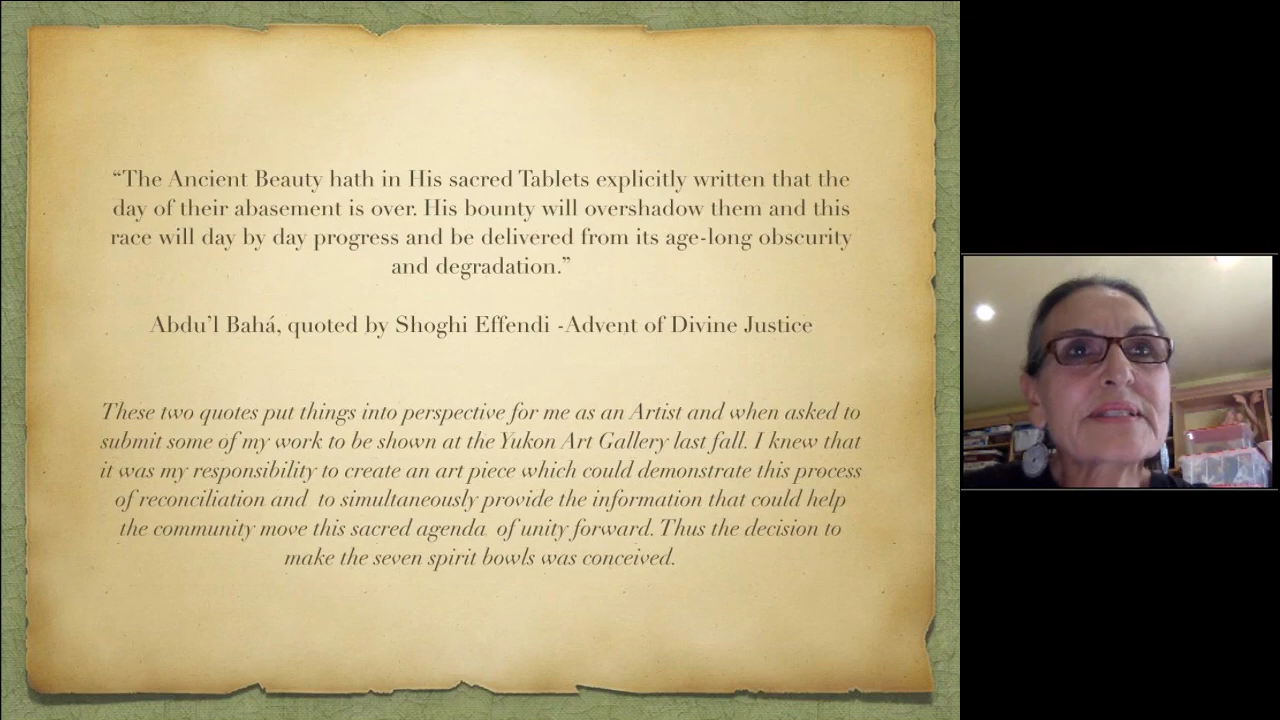 “The Ancient Beauty hath in His sacred Tablets explicitly written that the
day of their abasement is over. His bounty will overshadow them and this
race will day by day progress and be delivered from its age-long obscurity
and degradation.”
Abdu’l Bahá, quoted by Shoghi Effendi -Advent of Divine Justice
These two quotes put things into perspective for me as an Artist and when asked to
submit some of my work to be shown at the Yukon Art Gallery last fall. I knew that
it was my responsibility to create an art piece which could demonstrate this process
of reconciliation and  to simultaneously provide the information that could help
the community move this sacred agenda  of unity forward. Thus the decision to
make the seven spirit bowls was conceived.